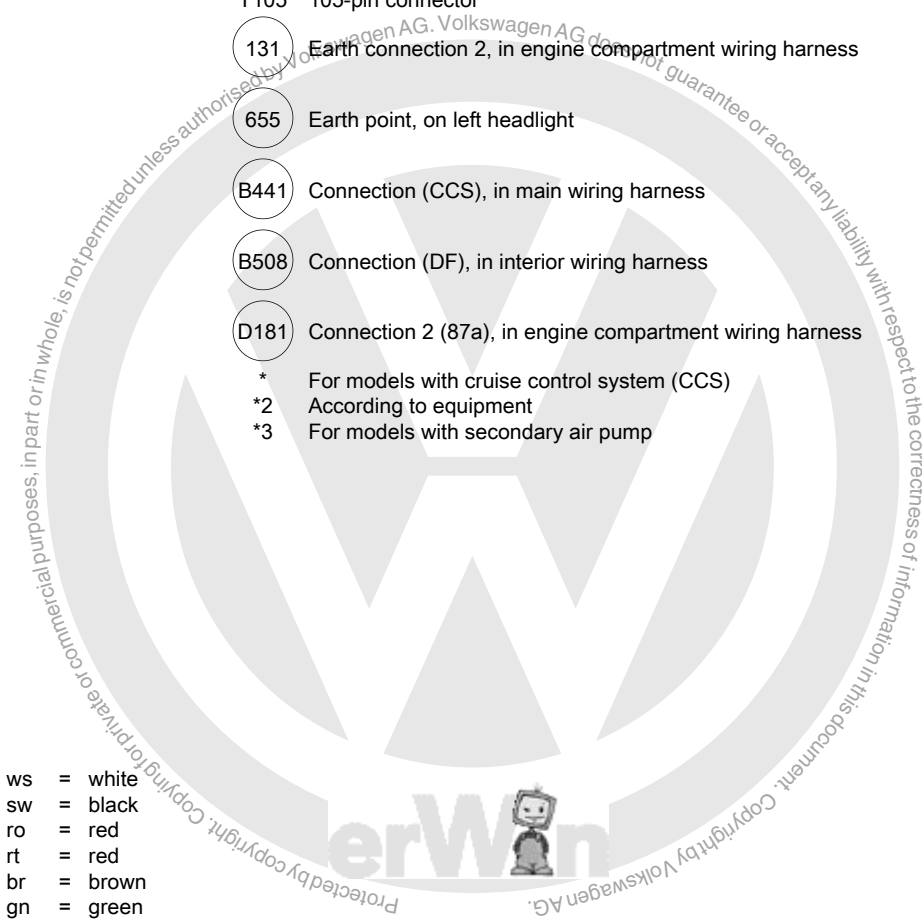 T105 105-pin connector
131 Earth connection 2, in engine compartment wiring harness
655 Earth point, on left headlight
B441 Connection (CCS), in main wiring harness
B508 Connection (DF), in interior wiring harness
D181 Connection 2 (87a), in engine compartment wiring harness
* For models with cruise control system (CCS)
*2 According to equipment
*3 For models with secondary air pump
ws = white
sw = black
ro = red
rt = red
br = brown
gn = green
erWin
Protected by copyright. Copying for private or commercial purposes, in part or in whole, is not permitted unless authorised by Volkswagen AG. Volkswagen AG does not guarantee or accept any liability with respect to the correctness of information in this document. Copyright by Volkswagen AG.